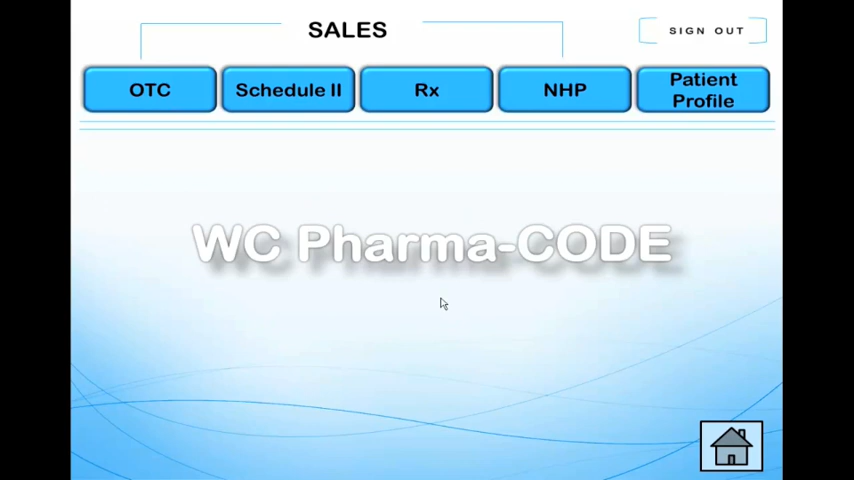 SALES
SIGN OUT
OTC
Schedule II
Rx
NHP
Patient
Profile
WC Pharma-CODE